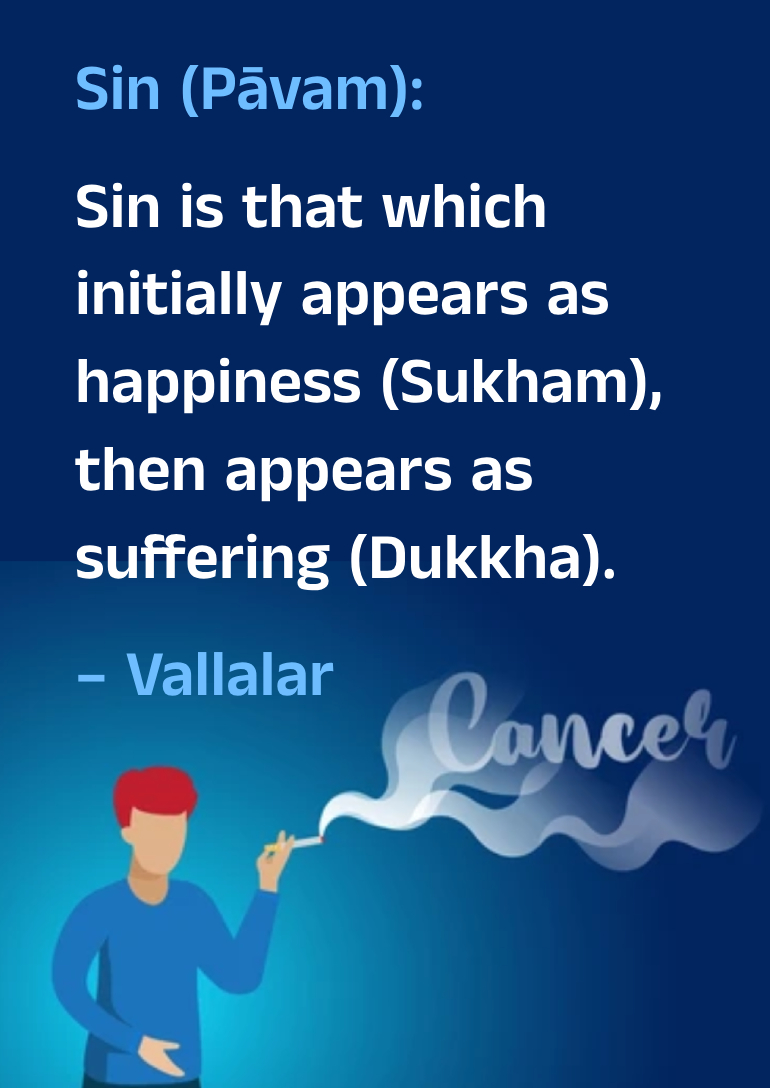 Sin (Pāvam):
Sin is that which
initially appears as
happiness (Sukham),
then appears as
suffering (Dukkha).
– Vallalar
Cancer